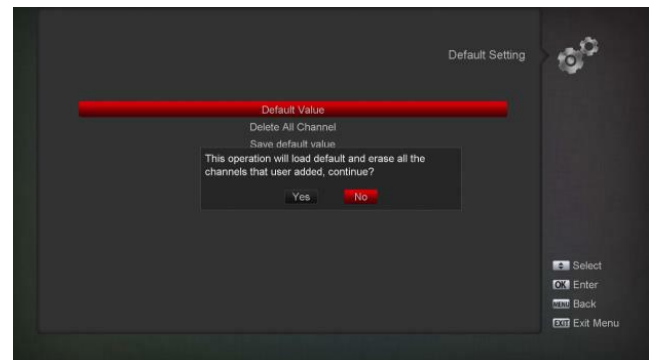 Default Setting
Default Value
Delete All Channel
Save default value
This operation will load default and erase all the
channels that user added, continue?
Yes No
Select
OK Enter
MENU Back
EXIT Exit Menu